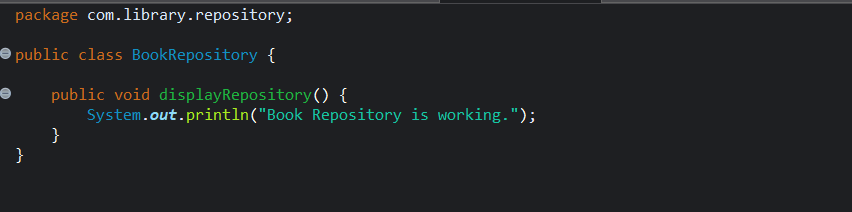 package com.library.repository;
public class BookRepository {
public void displayRepository() {
System.out.println("Book Repository is working.");
}
}